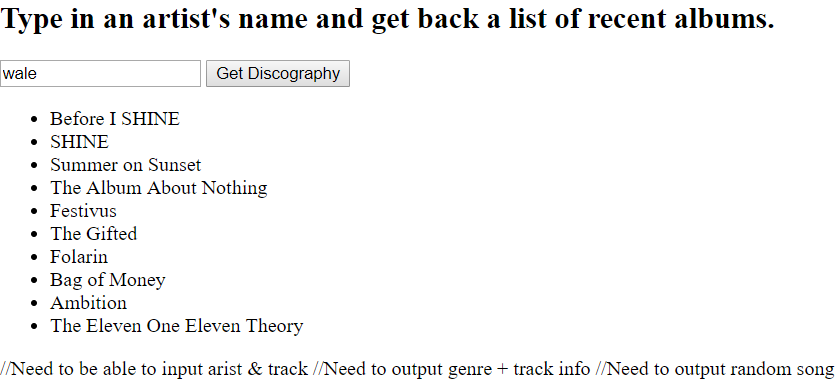 Type in an artist's name and get back a list of recent albums.
wale Get Discography
Before I SHINE
SHINE
Summer on Sunset
The Album About Nothing
Festivus
The Gifted
Folarin
Bag of Money
Ambition
The Eleven One Eleven Theory
//Need to be able to input arist & track //Need to output genre + track info //Need to output random song